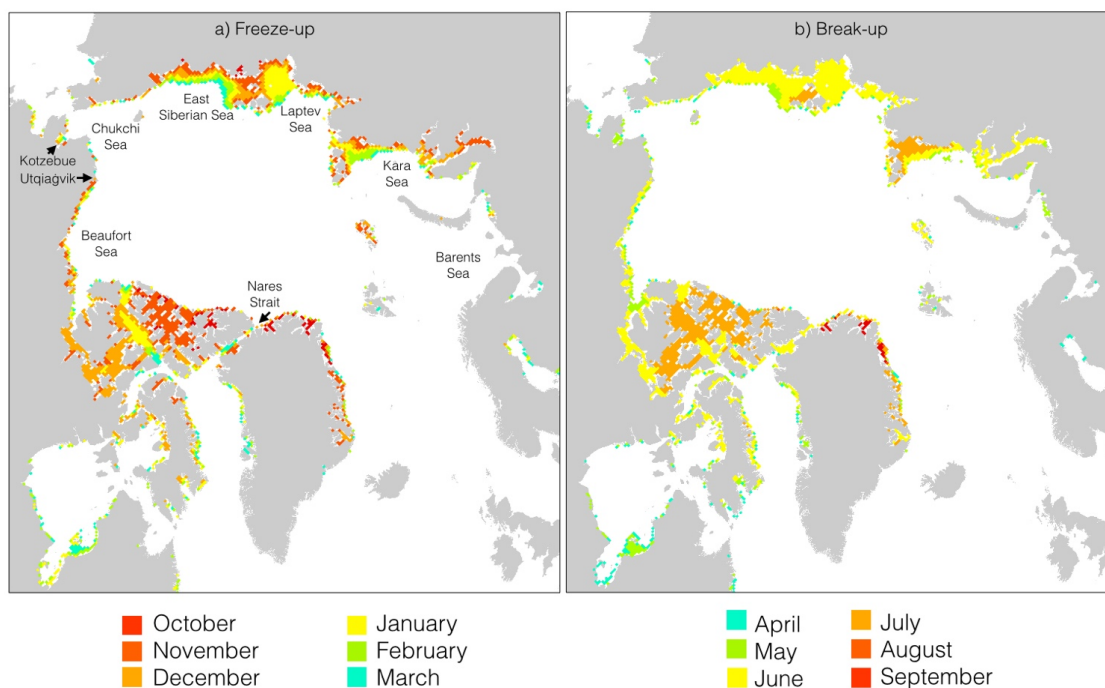 a) Freeze-up
East
Siberian Sea
Laptev
Sea
Chukchi
Sea
Kotzebue
Utqiaġvik
Kara
Sea
Beaufort
Sea
Barents
Sea
Nares
Strait
October
November
December
January
February
March
b) Break-up
April
May
June
July
August
September